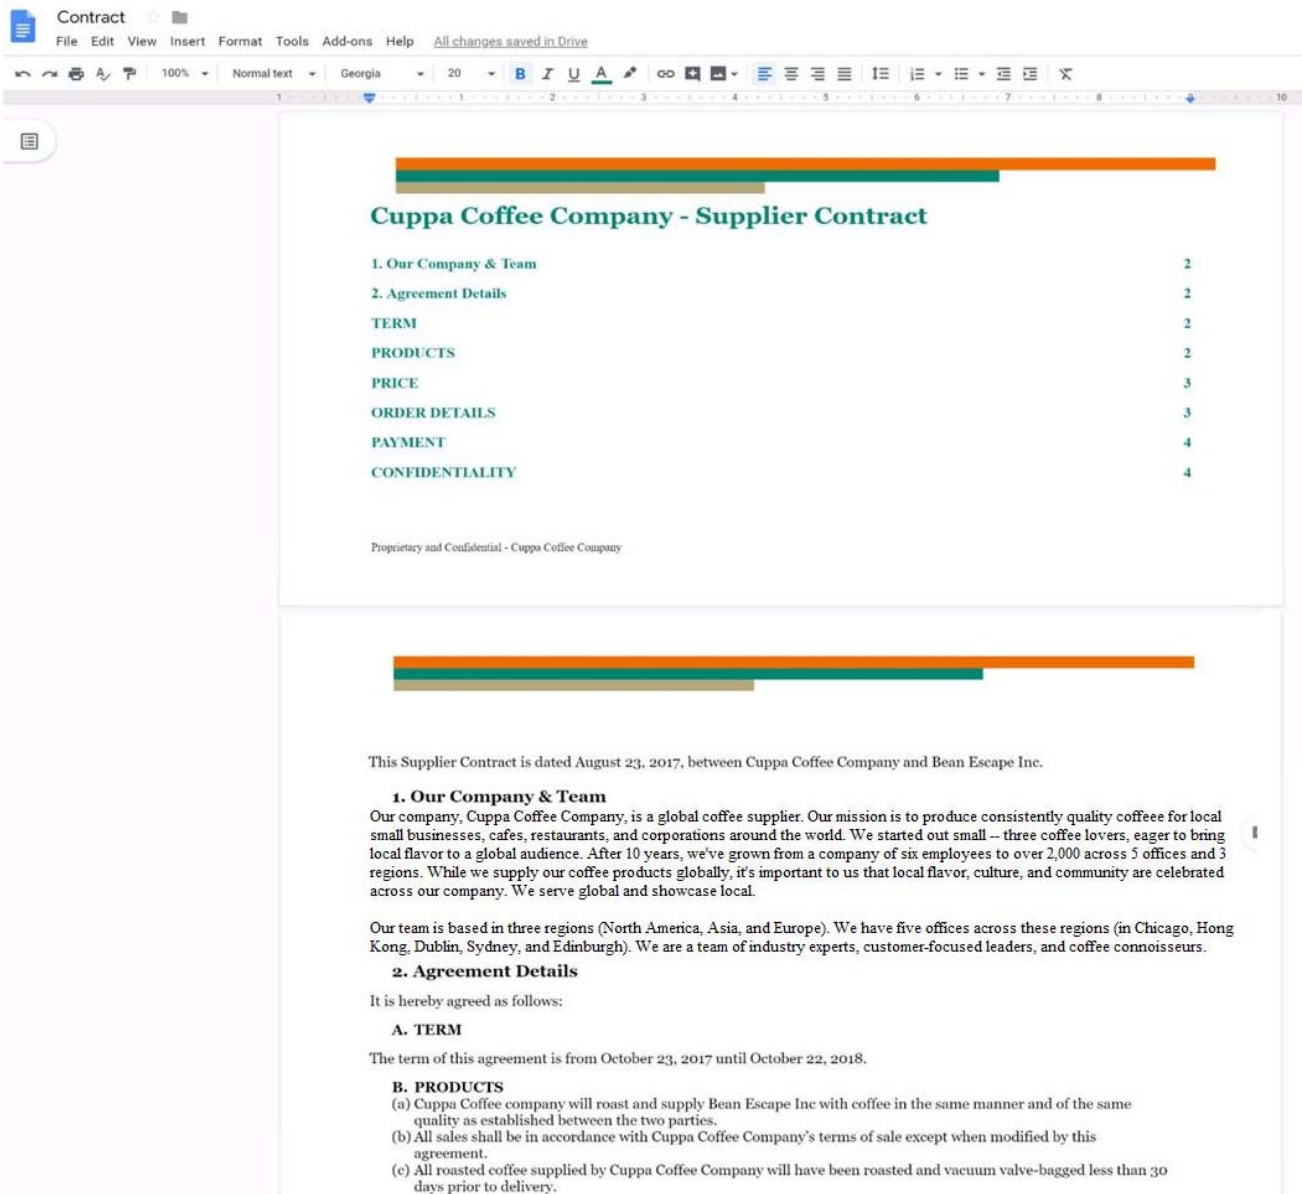 Contract
File Edit View Insert Format Tools Add-ons Help All changes saved in Drive
100% Normal text Georgia 20 B I U A
1 1 2 3 4 5 6 7 8 9 10
Cuppa Coffee Company - Supplier Contract
1. Our Company & Team 2
2. Agreement Details 2
TERM 2
PRODUCTS 2
PRICE 3
ORDER DETAILS 3
PAYMENT 4
CONFIDENTIALITY 4
Proprietary and Confidential - Cuppa Coffee Company
This Supplier Contract is dated August 23, 2017, between Cuppa Coffee Company and Bean Escape Inc.
1. Our Company & Team
Our company, Cuppa Coffee Company, is a global coffee supplier. Our mission is to produce consistently quality coffeee for local
small businesses, cafes, restaurants, and corporations around the world. We started out small -- three coffee lovers, eager to bring
local flavor to a global audience. After 10 years, we've grown from a company of six employees to over 2,000 across 5 offices and 3
regions. While we supply our coffee products globally, it's important to us that local flavor, culture, and community are celebrated
across our company. We serve global and showcase local.
Our team is based in three regions (North America, Asia, and Europe). We have five offices across these regions (in Chicago, Hong
Kong, Dublin, Sydney, and Edinburgh). We are a team of industry experts, customer-focused leaders, and coffee connoisseurs.
2. Agreement Details
It is hereby agreed as follows:
A. TERM
The term of this agreement is from October 23, 2017 until October 22, 2018.
B. PRODUCTS
(a) Cuppa Coffee company will roast and supply Bean Escape Inc with coffee in the same manner and of the same
quality as established between the two parties.
(b) All sales shall be in accordance with Cuppa Coffee Company's terms of sale except when modified by this
agreement.
(c) All roasted coffee supplied by Cuppa Coffee Company will have been roasted and vacuum valve-bagged less than 30
days prior to delivery.